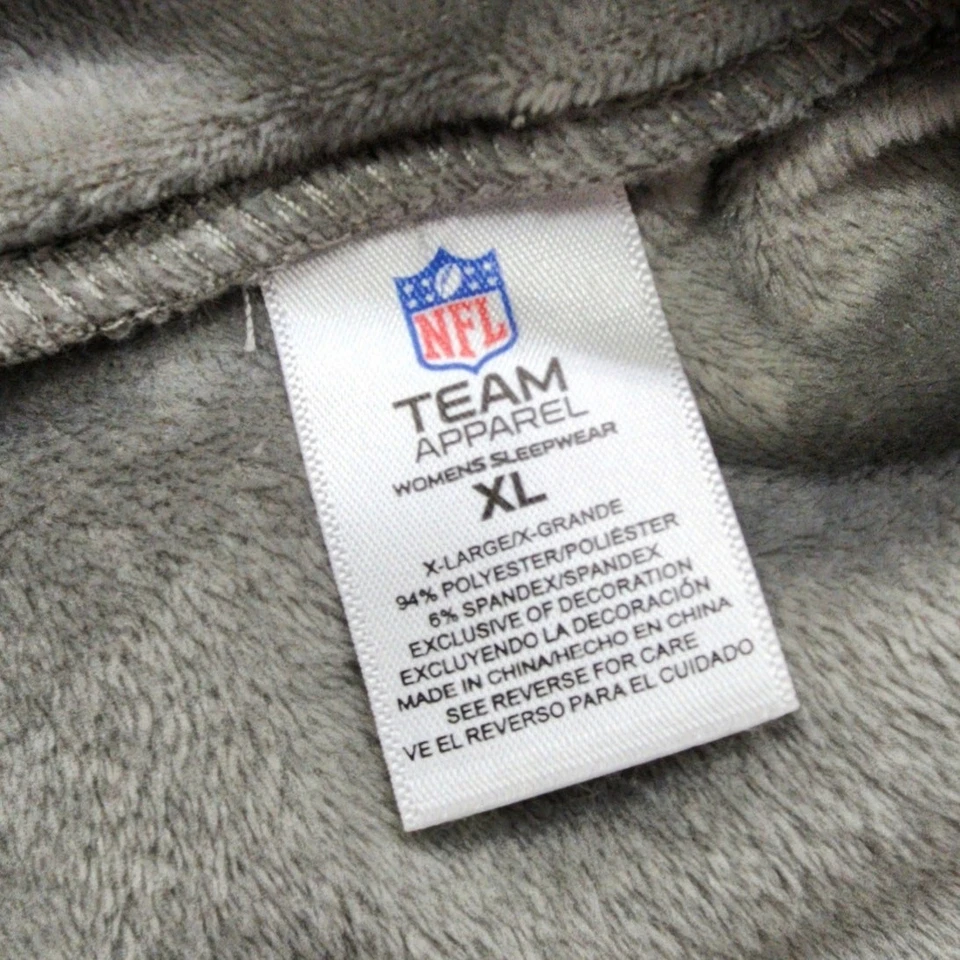 NFL
TEAM
APPAREL
WOMENS SLEEPWEAR
XL
X-LARGE/X-GRANDE
94% POLYESTER/POLIÉSTER
6% SPANDEX/SPANDEX
EXCLUSIVE OF DECORATION
EXCLUYENDO LA DECORACIÓN
MADE IN CHINA/HECHO EN CHINA
SEE REVERSE FOR CARE
VE EL REVERSO PARA EL CUIDADO